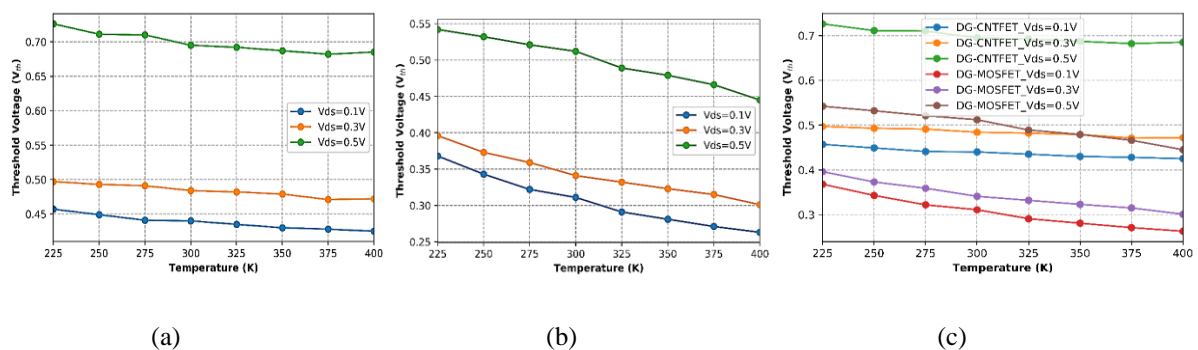 Threshold Voltage (Vth)
0.70
0.65
0.60
0.55
0.50
0.45
Vds=0.1V
Vds=0.3V
Vds=0.5V
225 250 275 300 325 350 375 400
Temperature (K)
(a)
Threshold Voltage (Vth)
0.55
0.50
0.45
0.40
0.35
0.30
0.25
Vds=0.1V
Vds=0.3V
Vds=0.5V
225 250 275 300 325 350 375 400
Temperature (K)
(b)
Threshold Voltage (Vth)
0.7
0.6
0.5
0.4
0.3
DG-CNTFET_Vds=0.1V
DG-CNTFET_Vds=0.3V
DG-CNTFET_Vds=0.5V
DG-MOSFET_Vds=0.1V
DG-MOSFET_Vds=0.3V
DG-MOSFET_Vds=0.5V
225 250 275 300 325 350 375 400
Temperature (K)
(c)